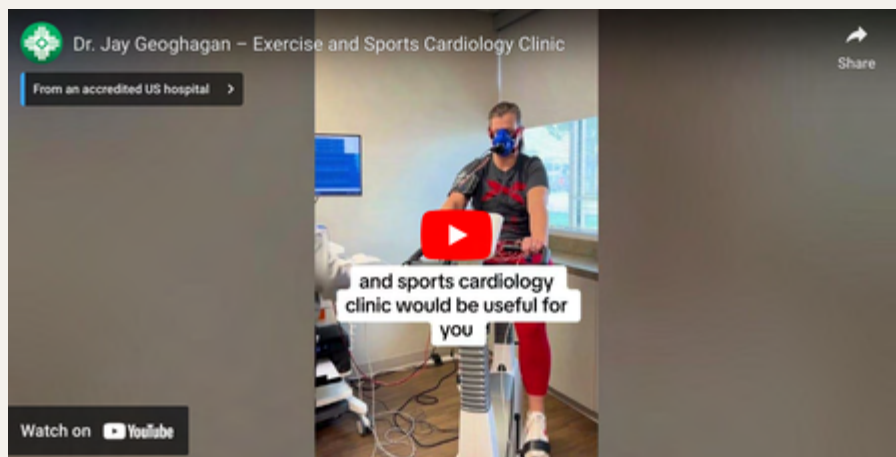 Dr. Jay Geoghagan – Exercise and Sports Cardiology Clinic
Share
From an accredited US hospital
and sports cardiology
clinic would be useful for
you
Watch on YouTube